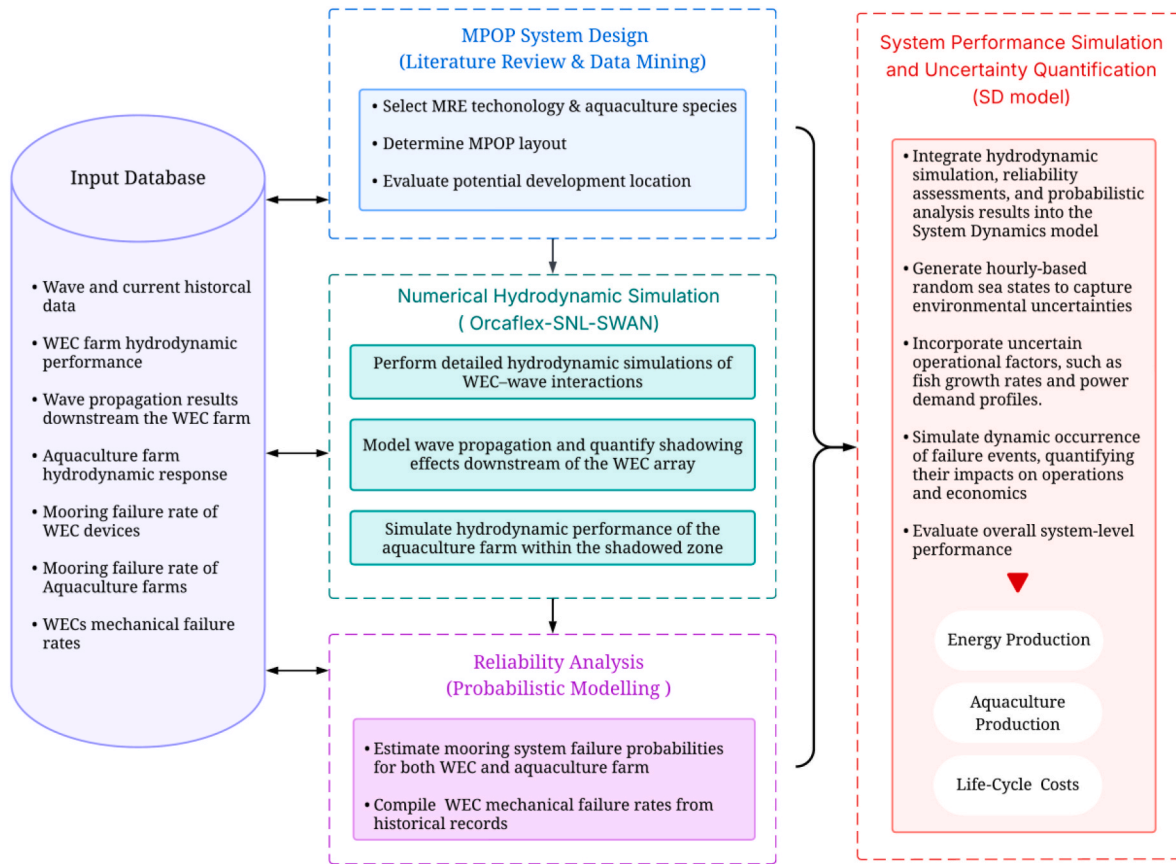 Input Database
• Wave and current historcal
data
• WEC farm hydrodynamic
performance
• Wave propagation results
downstream the WEC farm
• Aquaculture farm
hydrodynamic response
• Mooring failure rate of
WEC devices
• Mooring failure rate of
Aquaculture farms
• WECs mechanical failure
rates
MPOP System Design
(Literature Review & Data Mining)
• Select MRE techonology & aquaculture species
• Determine MPOP layout
• Evaluate potential development location
Numerical Hydrodynamic Simulation
( Orcaflex-SNL-SWAN)
Perform detailed hydrodynamic simulations of
WEC–wave interactions
Model wave propagation and quantify shadowing
effects downstream of the WEC array
Simulate hydrodynamic performance of the
aquaculture farm within the shadowed zone
Reliability Analysis
(Probabilistic Modelling )
• Estimate mooring system failure probabilities
for both WEC and aquaculture farm
• Compile WEC mechanical failure rates from
historical records
System Performance Simulation
and Uncertainty Quantification
(SD model)
• Integrate hydrodynamic
simulation, reliability
assessments, and probabilistic
analysis results into the
System Dynamics model
• Generate hourly-based
random sea states to capture
environmental uncertainties
• Incorporate uncertain
operational factors, such as
fish growth rates and power
demand profiles.
• Simulate dynamic occurrence
of failure events, quantifying
their impacts on operations
and economics
• Evaluate overall system-level
performance
Energy Production
Aquaculture
Production
Life-Cycle Costs